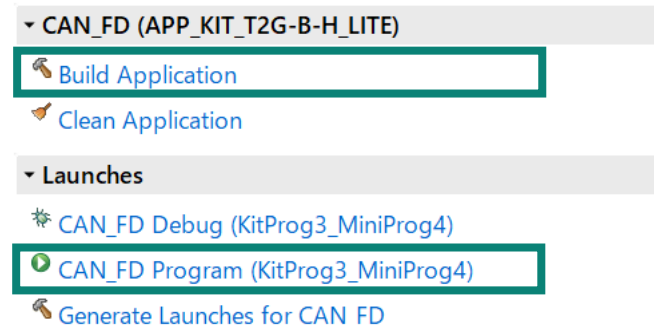 CAN_FD (APP_KIT_T2G-B-H_LITE)
Build Application
Clean Application
Launches
CAN_FD Debug (KitProg3_MiniProg4)
CAN_FD Program (KitProg3_MiniProg4)
Generate Launches for CAN_FD